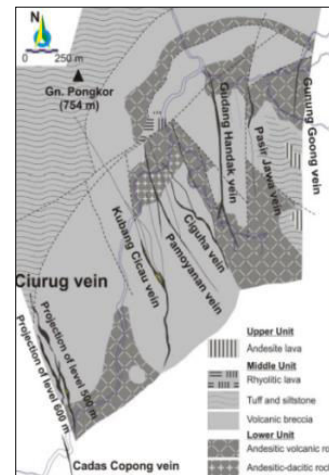 N
0 250 m
Gn. Pongkor
(754 m)
Gudang Handak vein
Pasir Jawa vein
Gunung Goong vein
Ciguha vein
Pamoyanan vein
Kubang Cicau vein
Ciurug vein
Projection of level 500 m
Projection of level 600 m
Cadas Copong vein
Upper Unit
Andesite lava
Middle Unit
Rhyolitic lava
Tuff and siltstone
Volcanic breccia
Lower Unit
Andesitic volcanic ro
Andesitic-dacitic rock